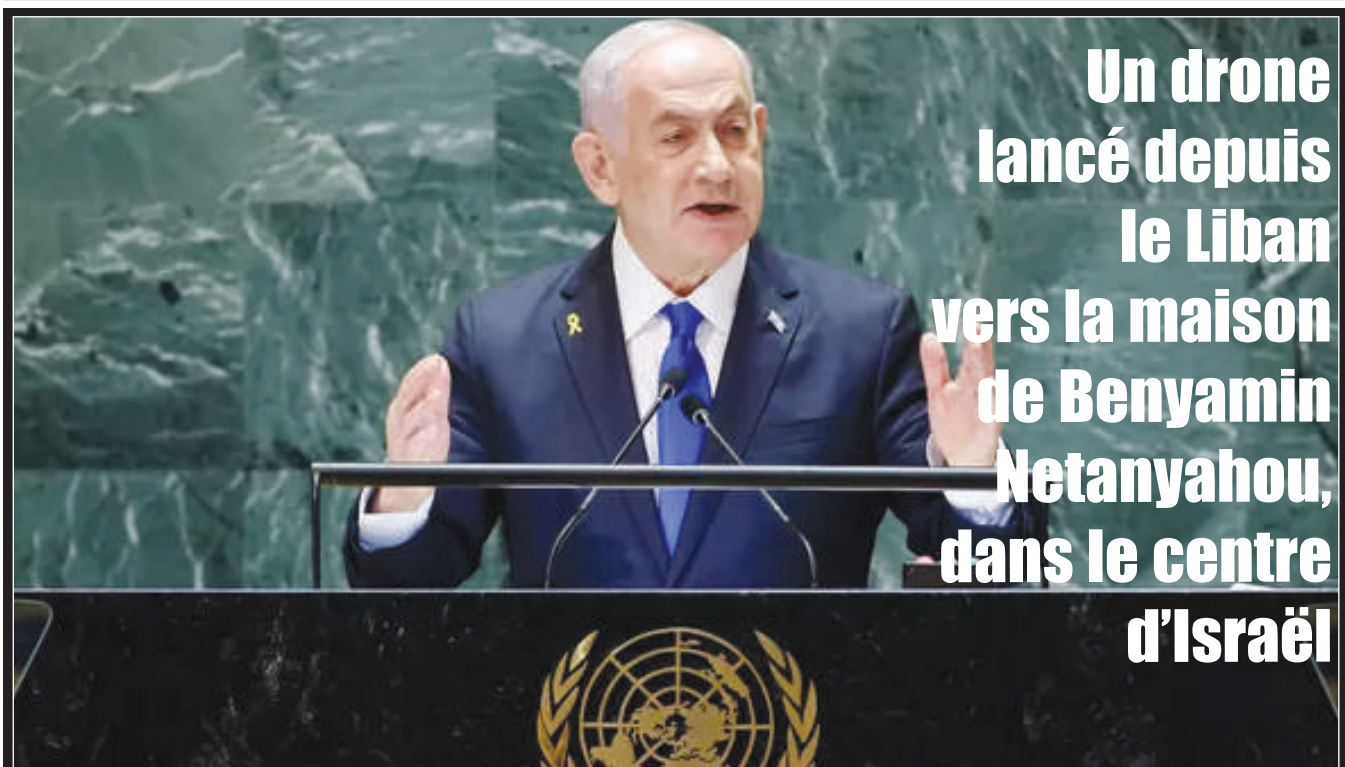 Un drone
lancé depuis
le Liban
vers la maison
de Benyamin
Netanyahou,
dans le centre
d’Israël